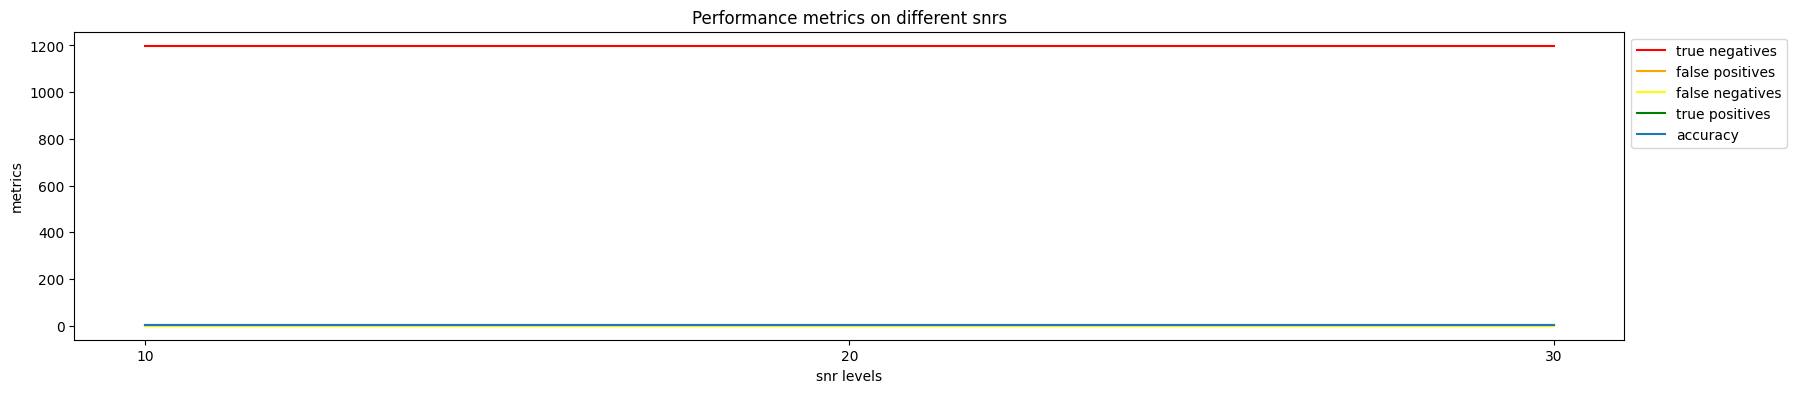 Performance metrics on different snrs
1200
1000
800
600
400
200
0
metrics
10
20
30
snr levels
true negatives
false positives
false negatives
true positives
accuracy